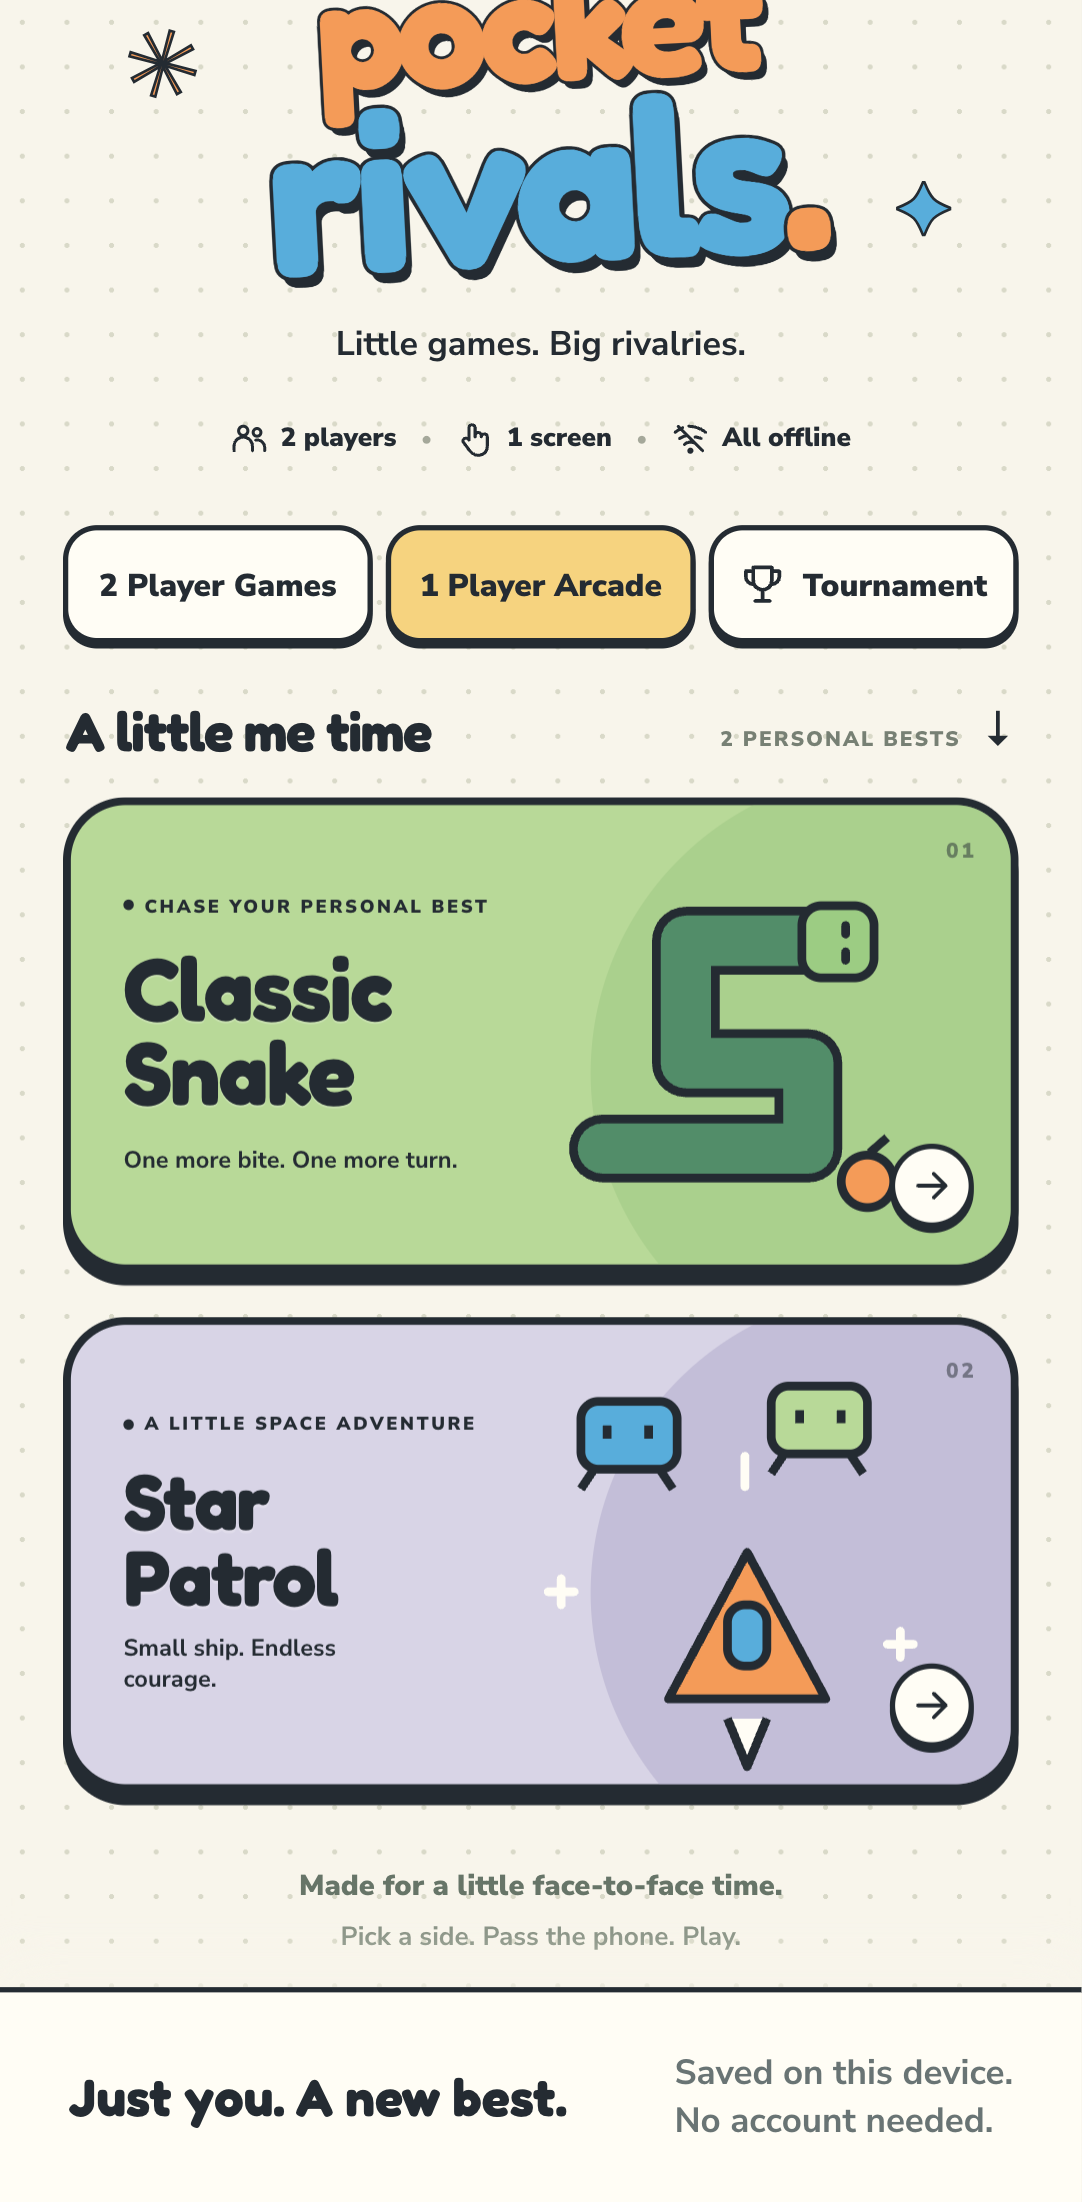 pocket
rivals.
Little games. Big rivalries.
2 players • 1 screen • All offline
2 Player Games
1 Player Arcade
Tournament
A little me time
2 PERSONAL BESTS ↓
01
• CHASE YOUR PERSONAL BEST
Classic
Snake
One more bite. One more turn.
02
• A LITTLE SPACE ADVENTURE
Star
Patrol
Small ship. Endless
courage.
Made for a little face-to-face time.
Pick a side. Pass the phone. Play.
Just you. A new best.
Saved on this device.
No account needed.